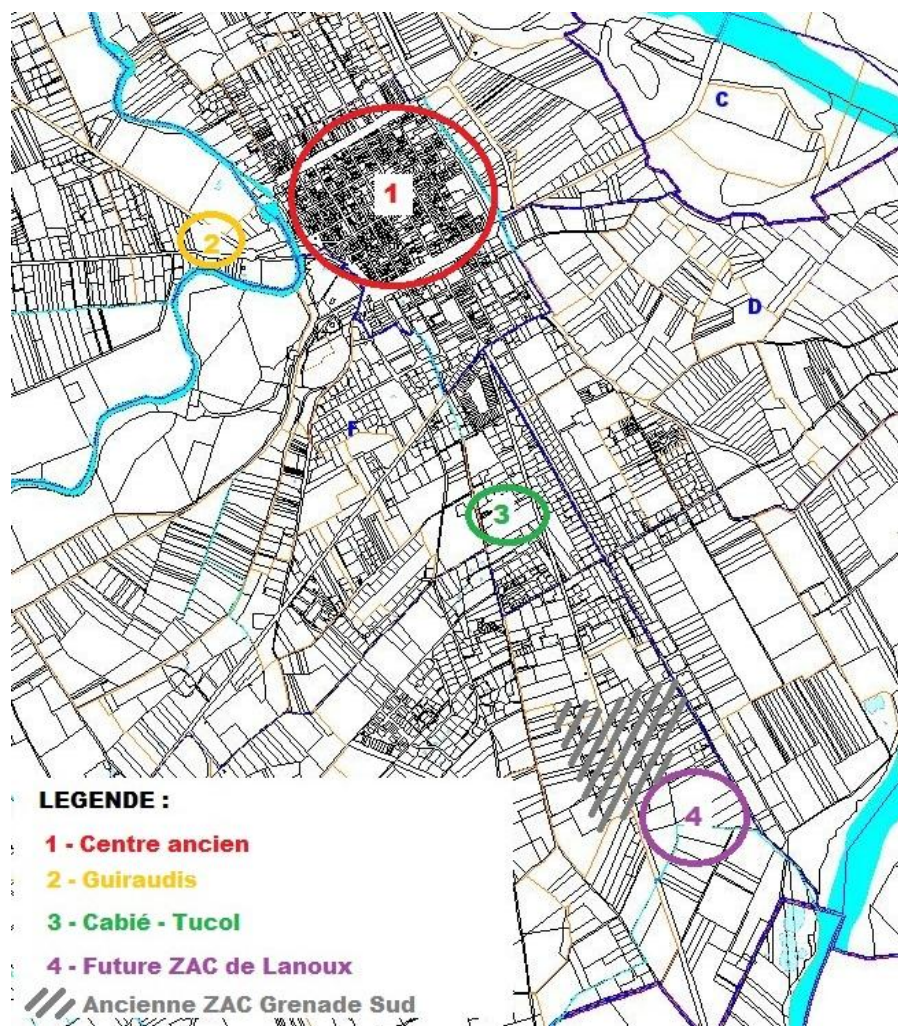 C
1
2
D
F
3
4
LEGENDE :
1 - Centre ancien
2 - Guiraudis
3 - Cabié - Tucol
4 - Future ZAC de Lanoux
Ancienne ZAC Grenade Sud